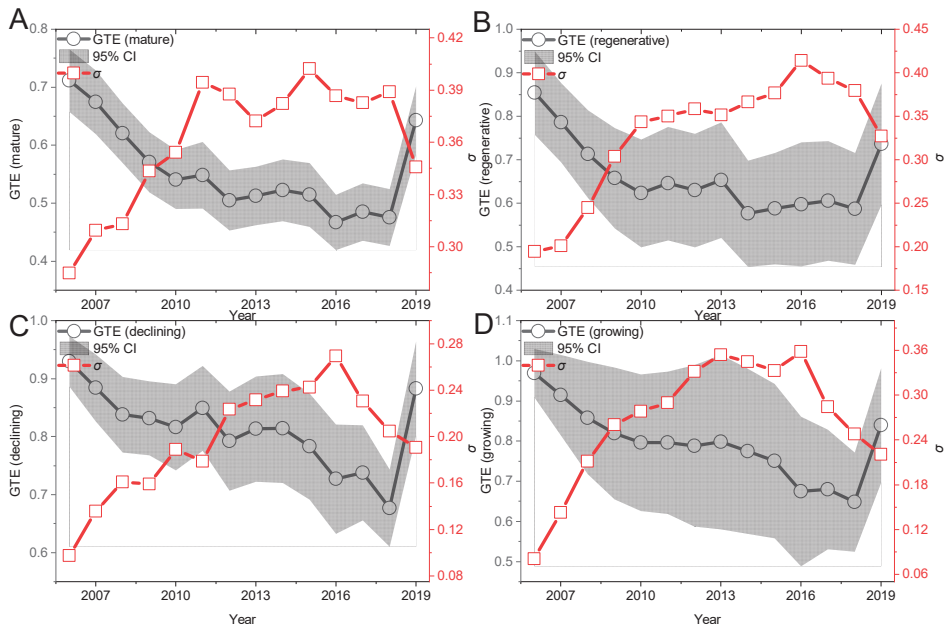 A
GTE (mature)
95% CI
σ
0.8
0.7
0.6
0.5
0.4
GTE (mature)
0.42
0.39
0.36
0.33
0.30
σ
2007
2010
2013
2016
2019
Year
B
GTE (regenerative)
95% CI
σ
1.0
0.9
0.8
0.7
0.6
0.5
0.4
GTE (regenerative)
0.45
0.40
0.35
0.30
0.25
0.20
0.15
σ
2007
2010
2013
2016
2019
Year
C
GTE (declining)
95% CI
σ
1.0
0.9
0.8
0.7
0.6
GTE (declining)
0.28
0.24
0.20
0.16
0.12
0.08
σ
2007
2010
2013
2016
2019
Year
D
GTE (growing)
95% CI
σ
1.1
1.0
0.9
0.8
0.7
0.6
0.5
GTE (growing)
0.36
0.30
0.24
0.18
0.12
0.06
σ
2007
2010
2013
2016
2019
Year